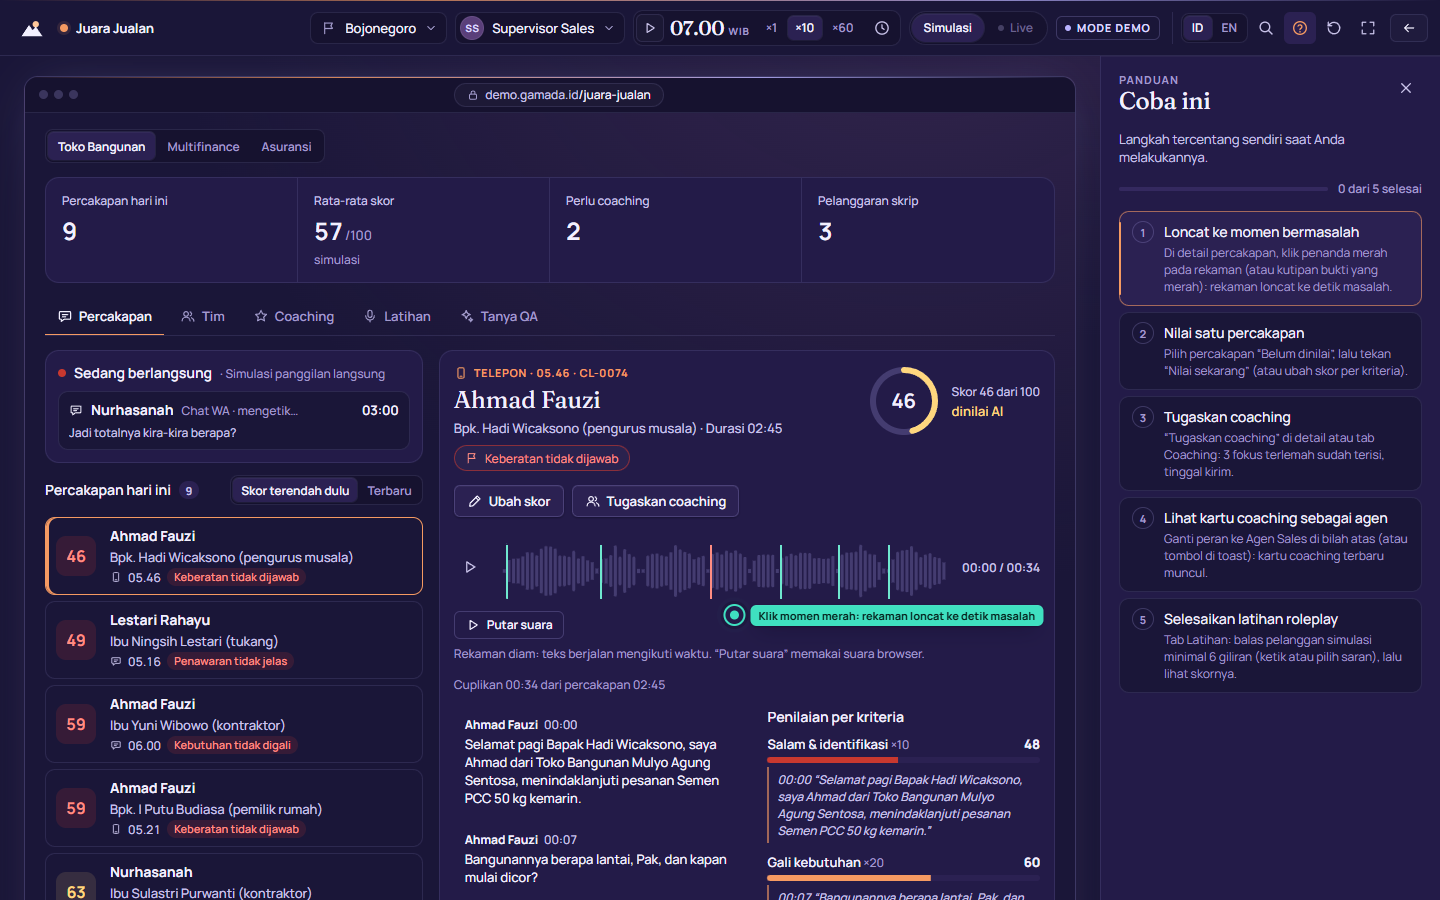 Juara Jualan
Bojonegoro
SS Supervisor Sales
07.00 WIB
×1 ×10 ×60
Simulasi
Live
MODE DEMO
ID EN
demo.gamada.id/juara-jualan
Toko Bangunan Multifinance Asuransi
Percakapan hari ini
9
Rata-rata skor
57 /100
simulasi
Perlu coaching
2
Pelanggaran skrip
3
Percakapan Tim Coaching Latihan Tanya QA
Sedang berlangsung · Simulasi panggilan langsung
Nurhasanah Chat WA · mengetik... 03:00
Jadi totalnya kira-kira berapa?
Percakapan hari ini 9
Skor terendah dulu Terbaru
46
Ahmad Fauzi
Bpk. Hadi Wicaksono (pengurus musala)
05.46 Keberatan tidak dijawab
49
Lestari Rahayu
Ibu Ningsih Lestari (tukang)
05.16 Penawaran tidak jelas
59
Ahmad Fauzi
Ibu Yuni Wibowo (kontraktor)
06.00 Kebutuhan tidak digali
59
Ahmad Fauzi
Bpk. I Putu Budiasa (pemilik rumah)
05.21 Keberatan tidak dijawab
63
Nurhasanah
Ibu Sulastri Purwanti (kontraktor)
TELEPON · 05.46 · CL-0074
Ahmad Fauzi
Bpk. Hadi Wicaksono (pengurus musala) · Durasi 02:45
Keberatan tidak dijawab
46
Skor 46 dari 100
dinilai AI
Ubah skor
Tugaskan coaching
00:00 / 00:34
Klik momen merah: rekaman loncat ke detik masalah
Putar suara
Rekaman diam: teks berjalan mengikuti waktu. “Putar suara” memakai suara browser.
Cuplikan 00:34 dari percakapan 02:45
Ahmad Fauzi 00:00
Selamat pagi Bapak Hadi Wicaksono, saya
Ahmad dari Toko Bangunan Mulyo Agung
Sentosa, menindaklanjuti pesanan Semen
PCC 50 kg kemarin.
Ahmad Fauzi 00:07
Bangunannya berapa lantai, Pak, dan kapan
mulai dicor?
Penilaian per kriteria
Salam & identifikasi ×10 48
00:00 “Selamat pagi Bapak Hadi Wicaksono,
saya Ahmad dari Toko Bangunan Mulyo
Agung Sentosa, menindaklanjuti pesanan
Semen PCC 50 kg kemarin.”
Gali kebutuhan ×20 60
00:07 “Bangunannya berapa lantai, Pak, dan
PANDUAN
Coba ini
Langkah tercentang sendiri saat Anda
melakukannya.
0 dari 5 selesai
1
Loncat ke momen bermasalah
Di detail percakapan, klik penanda merah
pada rekaman (atau kutipan bukti yang
merah): rekaman loncat ke detik masalah.
2
Nilai satu percakapan
Pilih percakapan “Belum dinilai”, lalu tekan
“Nilai sekarang” (atau ubah skor per kriteria).
3
Tugaskan coaching
“Tugaskan coaching” di detail atau tab
Coaching: 3 fokus terlemah sudah terisi,
tinggal kirim.
4
Lihat kartu coaching sebagai agen
Ganti peran ke Agen Sales di bilah atas (atau
tombol di toast): kartu coaching terbaru
muncul.
5
Selesaikan latihan roleplay
Tab Latihan: balas pelanggan simulasi
minimal 6 giliran (ketik atau pilih saran), lalu
lihat skornya.